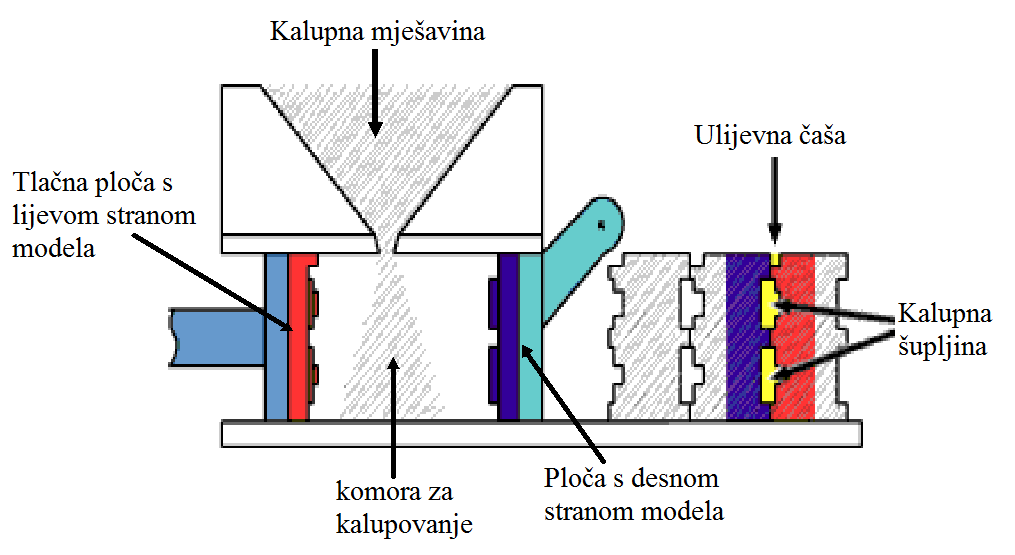 Kalupna mješavina
Ulijevna čaša
Tlačna ploča s
lijevom stranom
modela
Kalupna
šupljina
komora za
kalupovanje
Ploča s desnom
stranom modela